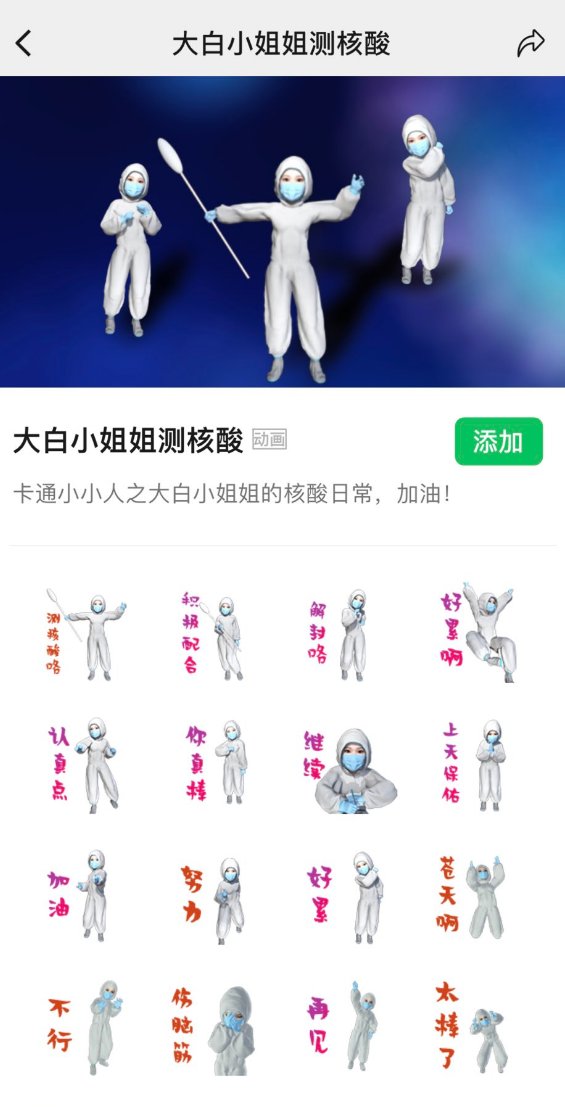 大白小姐姐测核酸
大白小姐姐测核酸 动画
添加
卡通小小人之大白小姐姐的核酸日常，加油！
测核酸咯
积极配合
解封咯
好累啊
认真点
你真棒
继续
上天保佑
加油
努力
好累
苍天啊
不行
伤脑筋
再见
太棒了